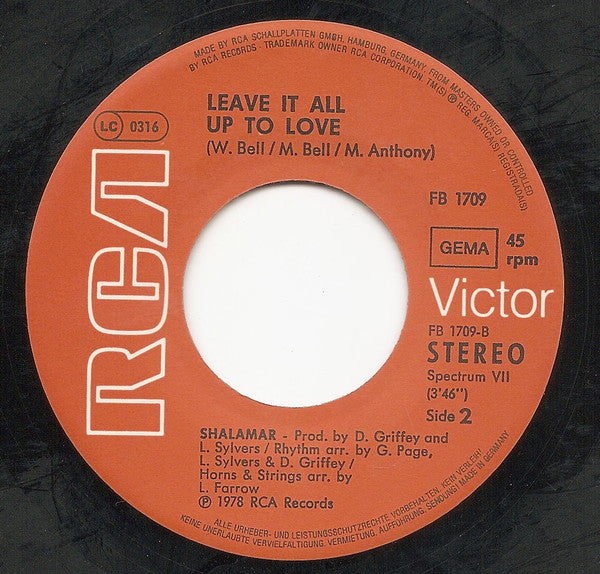 MADE BY RCA SCHALLPLATTEN GMBH, HAMBURG, GERMANY, FROM MASTERS OWNED OR CONTROLLED
BY RCA RECORDS · TRADEMARK OWNER RCA CORPORATION. TM(S) ® REG. MARCA(S) REGISTRADA(S)
LEAVE IT ALL
UP TO LOVE
(W. Bell / M. Bell / M. Anthony)
LC 0316
RCA
FB 1709
GEMA 45
rpm
Victor
FB 1709-B
STEREO
Spectrum VII
(3'46")
Side 2
SHALAMAR - Prod. by D. Griffey and
L. Sylvers / Rhythm arr. by G. Page,
L. Sylvers & D. Griffey /
Horns & Strings arr. by
L. Farrow
℗ 1978 RCA Records
ALLE URHEBER- UND LEISTUNGSSCHUTZRECHTE VORBEHALTEN. KEIN VERLEIH!
KEINE UNERLAUBTE VERVIELFÄLTIGUNG, VERMIETUNG, AUFFÜHRUNG, SENDUNG! MADE IN GERMANY